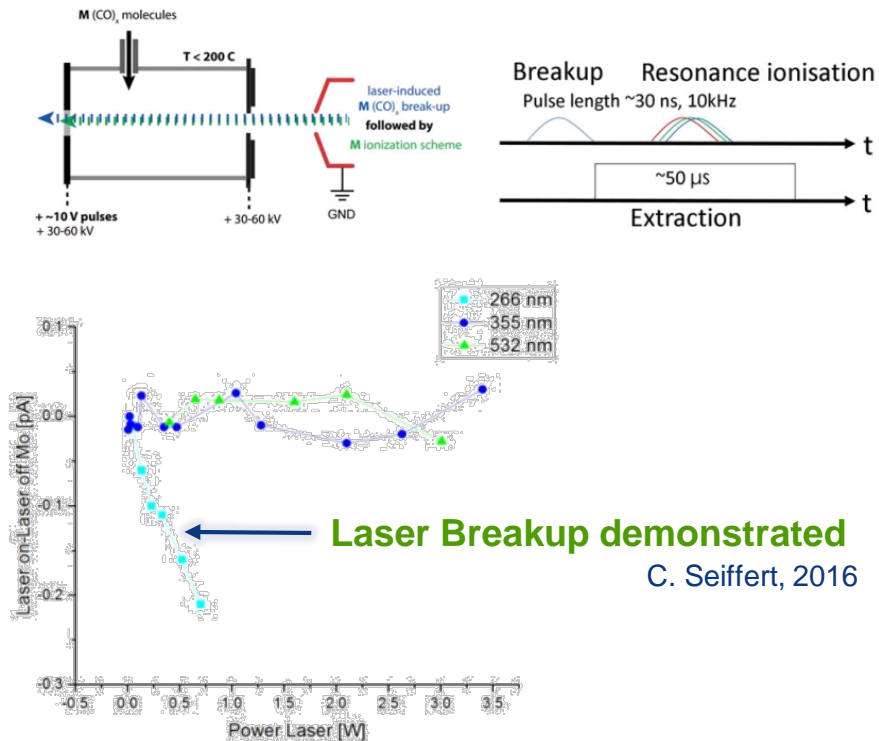 M (CO)ₓ molecules
T < 200 C
laser-induced
M (CO)ₓ break-up
followed by
M ionization scheme
+ ~10 V pulses
+ 30-60 kV
+ 30-60 kV
GND
Breakup Resonance ionisation
Pulse length ~30 ns, 10kHz
t
~50 µs
t
Extraction
266 nm
355 nm
532 nm
0.1
0.0
-0.1
-0.2
-0.3
Laser on-Laser off Mo [pA]
Laser Breakup demonstrated
C. Seiffert, 2016
-0.5 0.0 0.5 1.0 1.5 2.0 2.5 3.0 3.5
Power Laser [W]